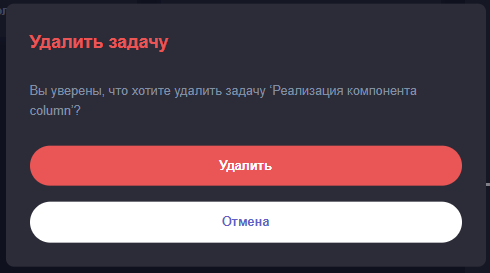 Удалить задачу
Вы уверены, что хотите удалить задачу ‘Реализация компонента
column’?
Удалить
Отмена